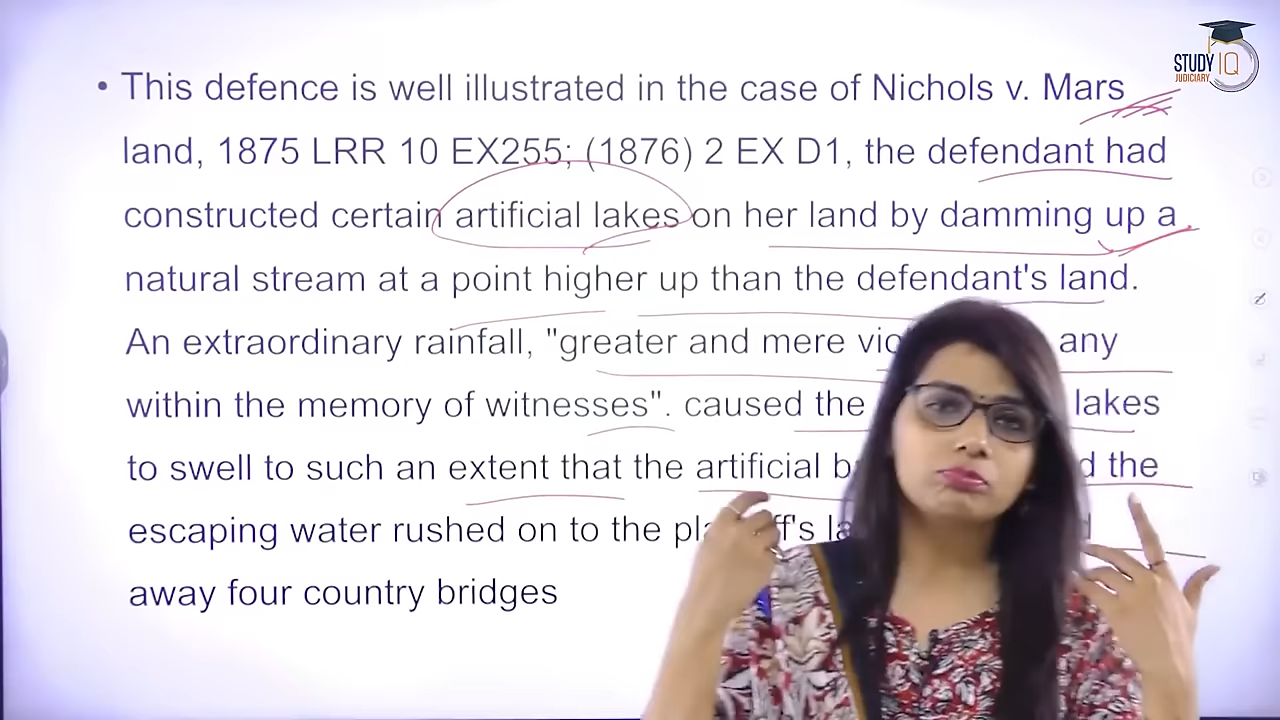 • This defence is well illustrated in the case of Nichols v. Mars
land, 1875 LRR 10 EX255; (1876) 2 EX D1, the defendant had
constructed certain artificial lakes on her land by damming up a
natural stream at a point higher up than the defendant's land.
An extraordinary rainfall, "greater and mere any
within the memory of witnesses". caused the lakes
to swell to such an extent that the artificial the
escaping water rushed on to the
away four country bridges
STUDY IQ
JUDICIARY